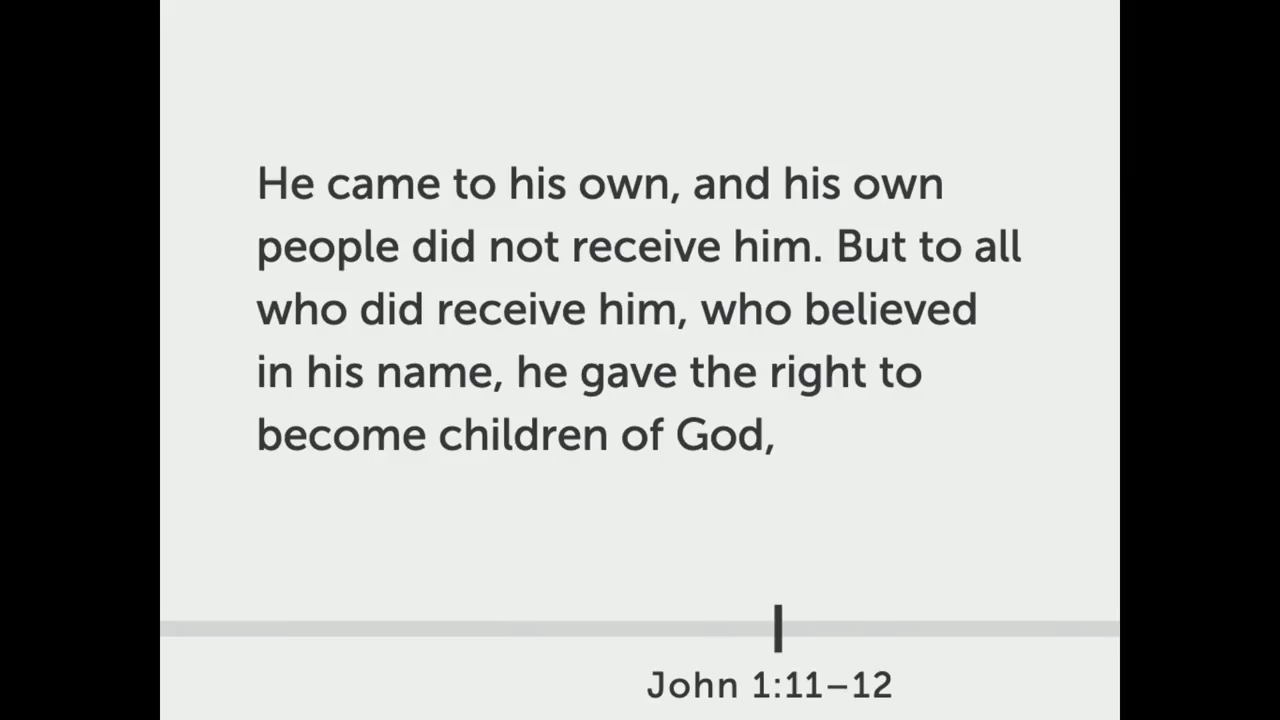 He came to his own, and his own
people did not receive him. But to all
who did receive him, who believed
in his name, he gave the right to
become children of God,
John 1:11–12